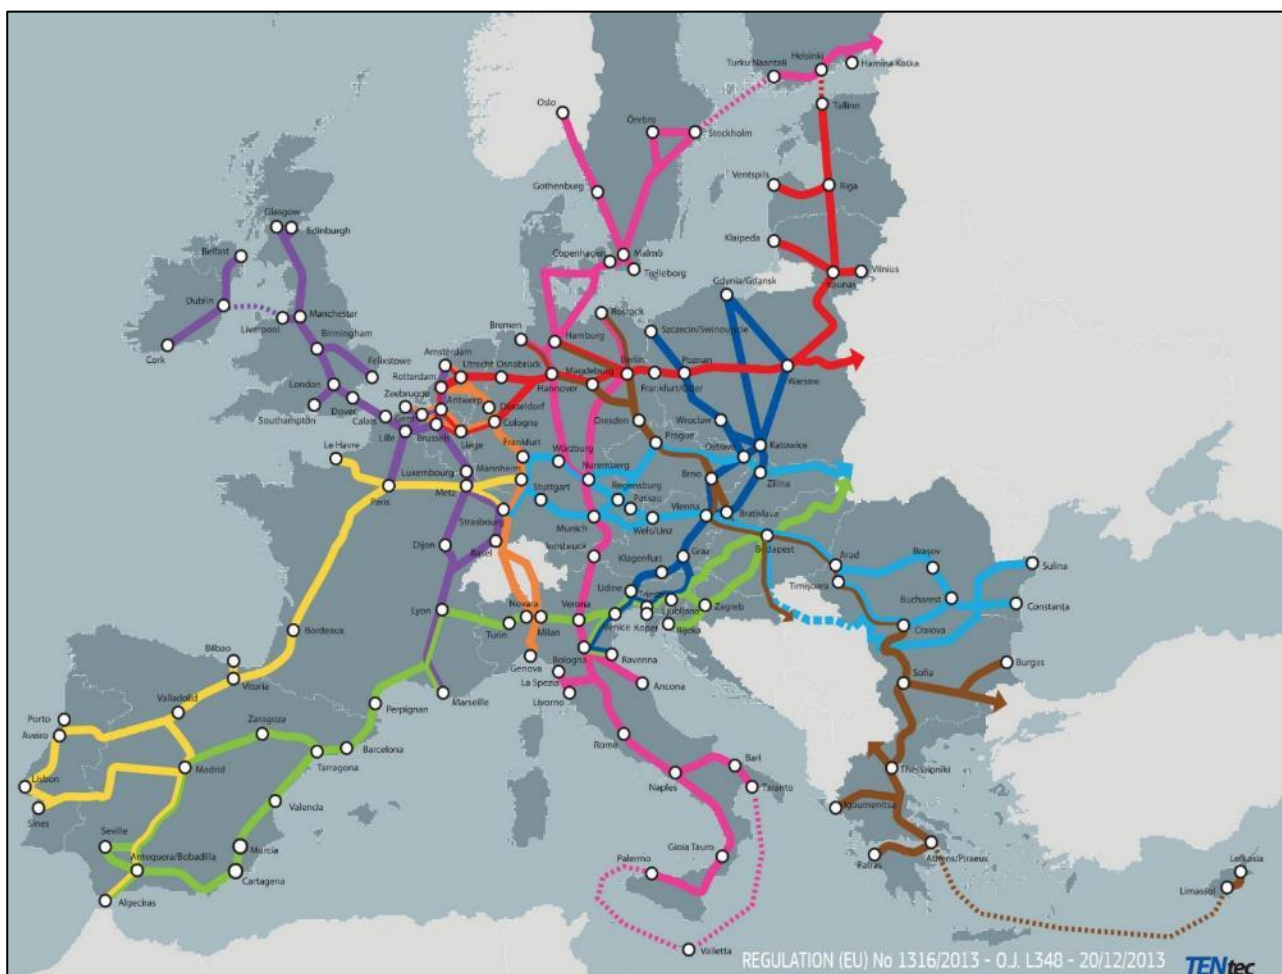 Turku/Naantali
Helsinki
Hamina Kotka
Oslo
Örebro
Stockholm
Tallinn
Ventspils
Riga
Gothenburg
Glasgow
Edinburgh
Belfast
Klaipeda
Copenhagen
Malmö
Trelleborg
Vilnius
Kaunas
Gdynia/Gdansk
Dublin
Liverpool
Manchester
Rostock
Szczecin/Swinoujscie
Cork
Birmingham
Bremen
Hamburg
Felixstowe
Amsterdam
Utrecht
Osnabrück
Magdeburg
Berlin
Poznan
Warsaw
London
Rotterdam
Hannover
Frankfurt/Oder
Zeebrugge
Antwerp
Düsseldorf
Southampton
Dover
Calais
Gent
Cologne
Dresden
Wroclaw
Lille
Brussels
Liège
Prague
Ostrava
Katowice
Le Havre
Frankfurt
Würzburg
Luxembourg
Mannheim
Nuremberg
Regensburg
Brno
Zilina
Paris
Metz
Stuttgart
Passau
Strasbourg
Munich
Wels/Linz
Vienna
Bratislava
Dijon
Basel
Innsbruck
Klagenfurt
Graz
Budapest
Arad
Brasov
Sulina
Udine
Timişoara
Lyon
Novara
Verona
Trieste
Ljubljana
Zagreb
Bucharest
Constanţa
Turin
Milan
Venice
Koper
Rijeka
Craiova
Bordeaux
Bilbao
Genova
Bologna
Ravenna
Burgas
Vitoria
La Spezia
Ancona
Sofia
Valladolid
Perpignan
Marseille
Livorno
Porto
Aveiro
Zaragoza
Barcelona
Rome
Tarragona
Madrid
Bari
Thessalpniki
Lisbon
Naples
Taranto
Sines
Valencia
Igoumenitsa
Seville
Murcia
Antequera/Bobadilla
Gioia Tauro
Palermo
Patras
Athens/Piraeus
Lefkosia
Cartagena
Limassol
Algeciras
Valletta
REGULATION (EU) No 1316/2013 - O.J. L348 - 20/12/2013
TENtec